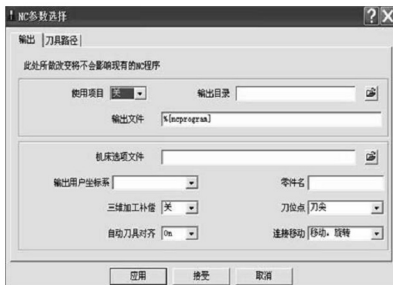 NC参数选择
输出 刀具路径
此处所做改变将不会影响现有的NC程序
使用项目 关 输出目录
输出文件 %[ncprogram]
机床选项文件
输出用户坐标系 零件名
三维加工补偿 关 刀位点 刀尖
自动刀具对齐 On 连接移动 移动，旋转
应用 接受 取消